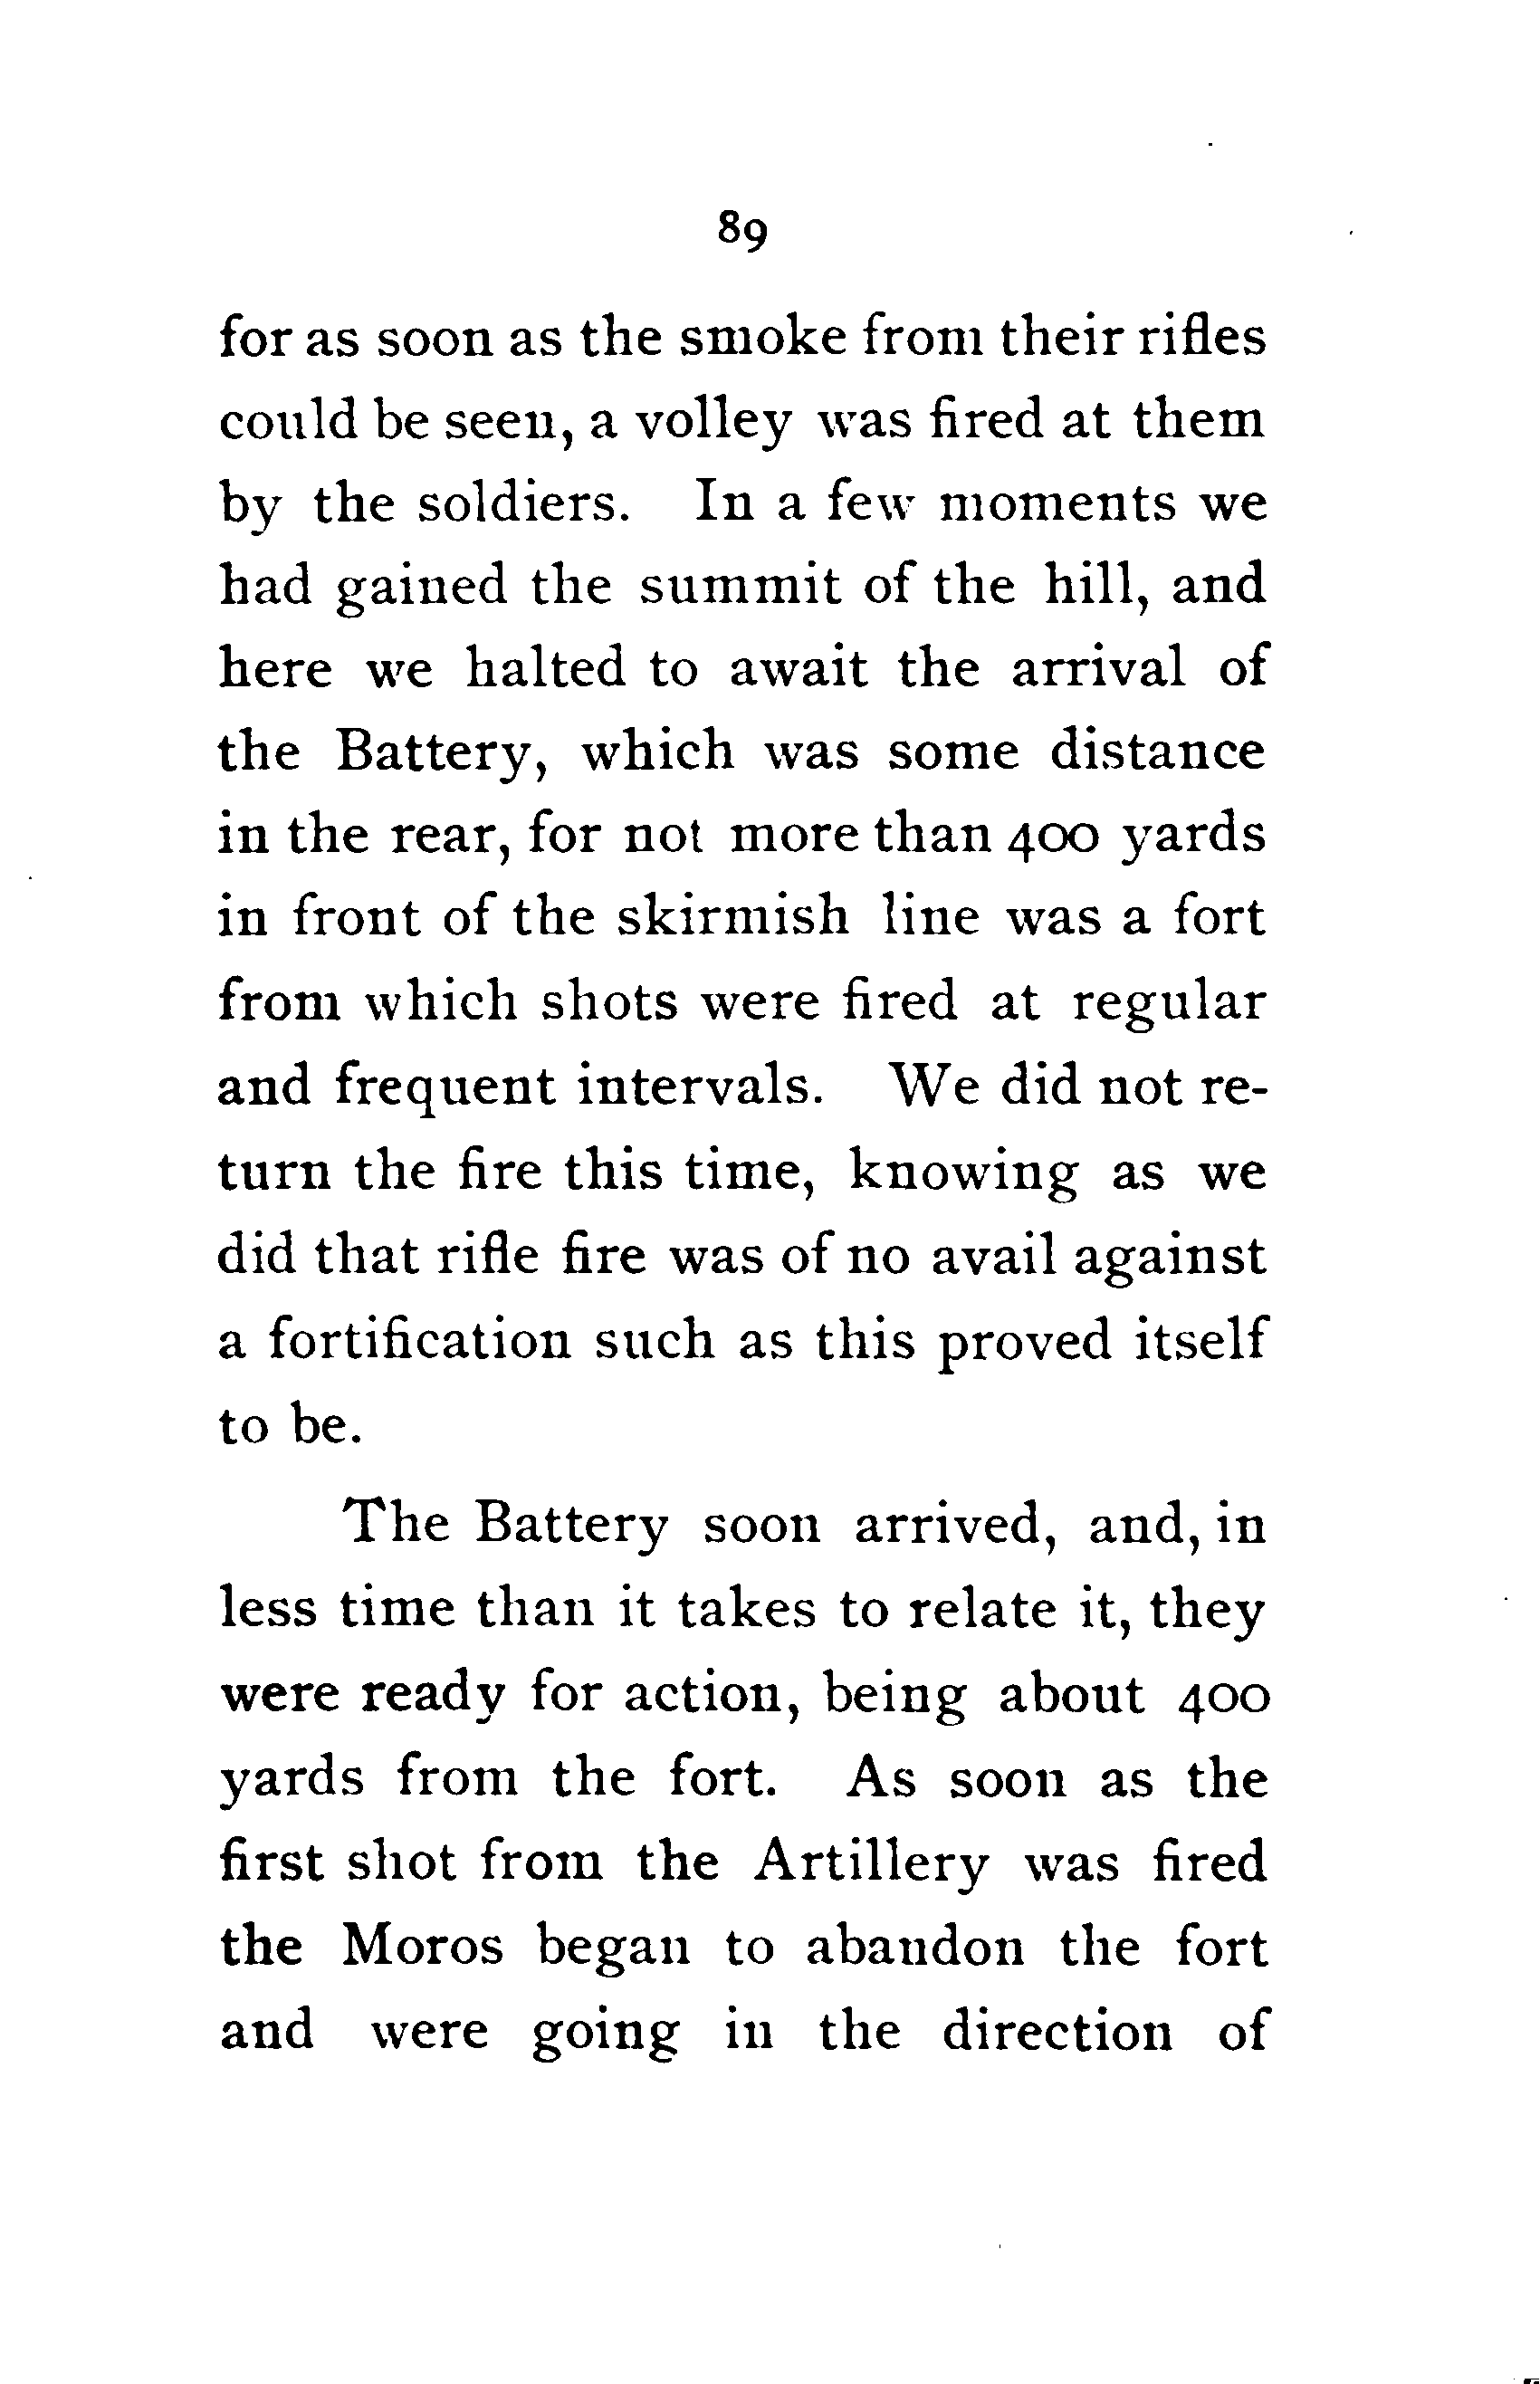 89
for as soon as the smoke from their rifles
could be seen, a volley was fired at them
by the soldiers. In a few moments we
had gained the summit of the hill, and
here we halted to await the arrival of
the Battery, which was some distance
in the rear, for not more than 400 yards
in front of the skirmish line was a fort
from which shots were fired at regular
and frequent intervals. We did not re-
turn the fire this time, knowing as we
did that rifle fire was of no avail against
a fortification such as this proved itself
to be.
The Battery soon arrived, and, in
less time than it takes to relate it, they
were ready for action, being about 400
yards from the fort. As soon as the
first shot from the Artillery was fired
the Moros began to abandon the fort
and were going in the direction of